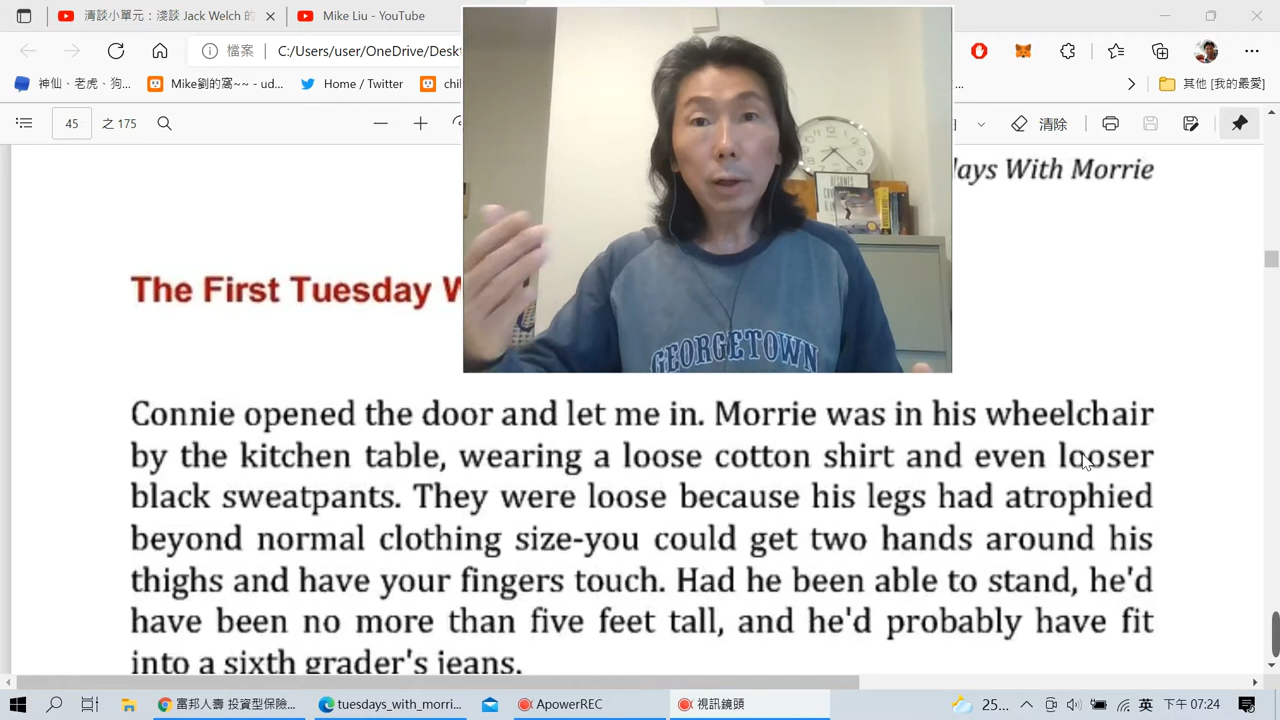 清談小單元：淺談 Jack Welch 的
Mike Liu - YouTube
檔案
C:/Users/user/OneDrive/Desk
神仙、老虎、狗...
Mike劉的窩~~ - ud...
Home / Twitter
chil
其他 [我的最愛]
45
之 175
清除
days With Morrie
The First Tuesday W
GEORGETOWN
Connie opened the door and let me in. Morrie was in his wheelchair
by the kitchen table, wearing a loose cotton shirt and even looser
black sweatpants. They were loose because his legs had atrophied
beyond normal clothing size-you could get two hands around his
thighs and have your fingers touch. Had he been able to stand, he'd
have been no more than five feet tall, and he'd probably have fit
into a sixth grader's jeans.
富邦人壽 投資型保險...
tuesdays_with_morri...
ApowerREC
視訊鏡頭
25...
英
下午 07:24